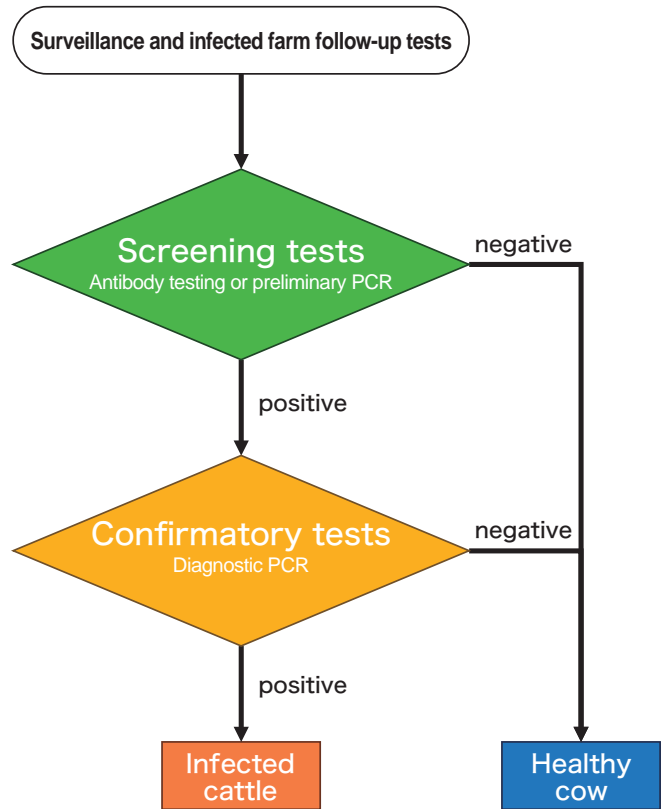 Surveillance and infected farm follow-up tests
Screening tests
Antibody testing or preliminary PCR
negative
positive
Confirmatory tests
Diagnostic PCR
negative
positive
Infected
cattle
Healthy
cow